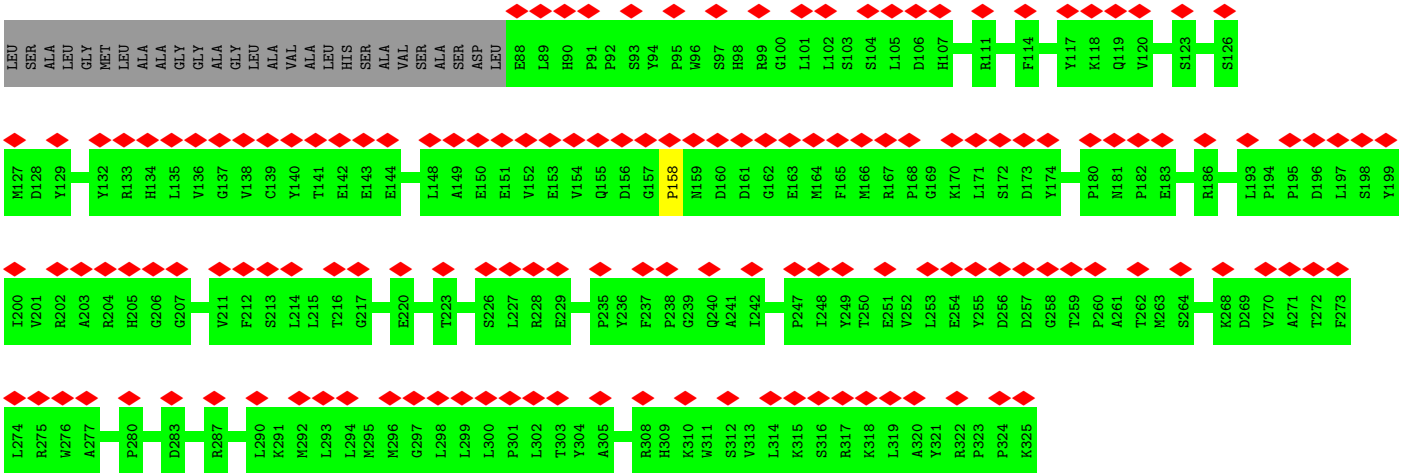 LEU SER ALA LEU GLY MET LEU ALA ALA GLY GLY ALA GLY LEU ALA VAL ALA LEU HIS SER ALA VAL SER ALA SER ASP LEU E88 L89 H90 P91 P92 S93 Y94 P95 W96 S97 H98 R99 G100 L101 L102 S103 S104 L105 D106 H107 R111 F114 Y117 K118 Q119 V120 S123 S126
M127 D128 Y129 Y132 R133 H134 L135 V136 G137 V138 C139 Y140 T141 E142 E143 E144 L148 A149 E150 E151 V152 E153 V154 Q155 D156 G157 P158 N159 D160 D161 G162 E163 M164 F165 M166 R167 P168 G169 K170 L171 S172 D173 Y174 P180 N181 P182 E183 R186 L193 P194 P195 D196 L197 S198 Y199
I200 V201 R202 A203 R204 H205 G206 G207 V211 F212 S213 L214 L215 T216 G217 E220 T223 S226 L227 R228 E229 P235 Y236 F237 P238 G239 Q240 A241 I242 P247 I248 Y249 T250 E251 V252 L253 E254 Y255 D256 D257 G258 T259 P260 A261 T262 M263 S264 K268 D269 V270 A271 T272 F273
L274 R275 W276 A277 P280 D283 R287 L290 K291 M292 L293 L294 M295 M296 G297 L298 L299 L300 P301 L302 T303 Y304 A305 R308 H309 K310 W311 S312 V313 L314 K315 S316 R317 K318 L319 A320 Y321 R322 P323 P324 K325